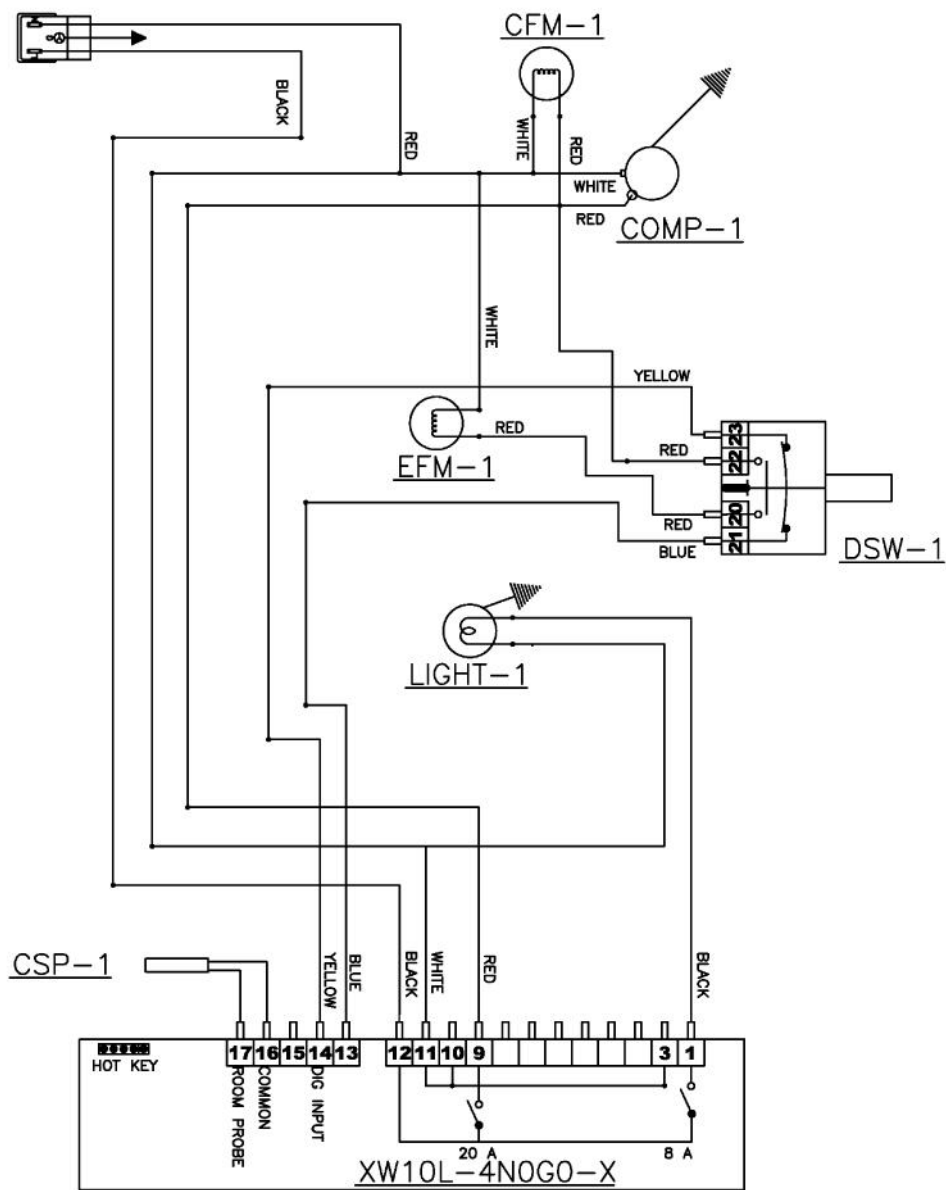 CFM-1
BLACK
RED
WHITE
RED
WHITE
RED
COMP-1
WHITE
YELLOW
RED
EFM-1
23
22
20
21
RED
RED
BLUE
DSW-1
LIGHT-1
CSP-1
YELLOW
BLUE
BLACK
WHITE
RED
BLACK
HOT KEY
17 16 15 14 13 12 11 10 9 3 1
ROOM PROBE
COMMON
DIG INPUT
20 A
8 A
XW10L-4N0G0-X